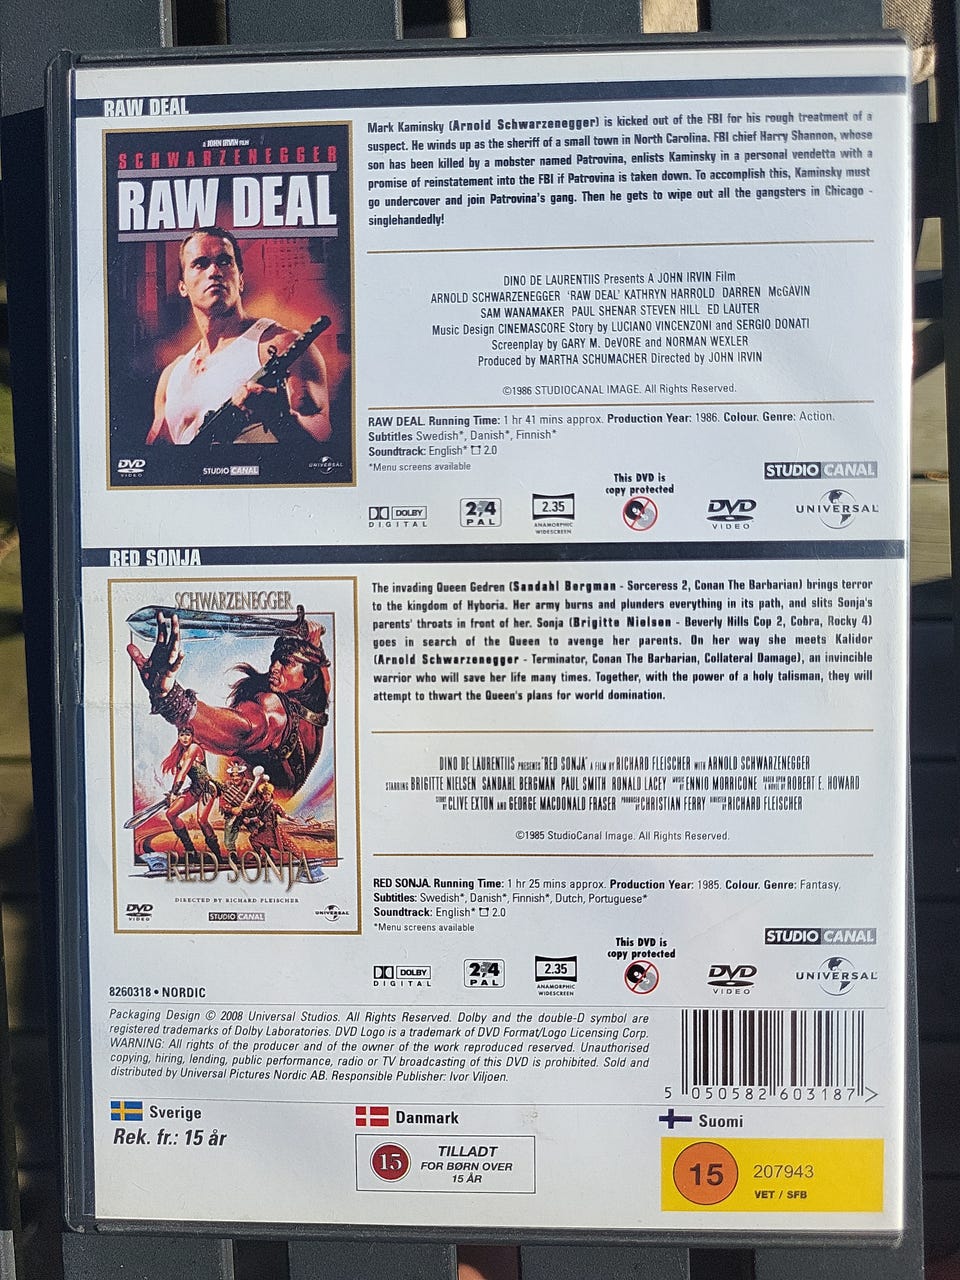 RAW DEAL
A JOHN IRVIN FILM
SCHWARZENEGGER
RAW DEAL
DVD
VIDEO
STUDIO CANAL
UNIVERSAL
Mark Kaminsky (Arnold Schwarzenegger) is kicked out of the FBI for his rough treatment of a
suspect. He winds up as the sheriff of a small town in North Carolina. FBI chief Harry Shannon, whose
son has been killed by a mobster named Patrovina, enlists Kaminsky in a personal vendetta with a
promise of reinstatement into the FBI if Patrovina is taken down. To accomplish this, Kaminsky must
go undercover and join Patrovina's gang. Then he gets to wipe out all the gangsters in Chicago -
singlehandedly!
DINO DE LAURENTIIS Presents A JOHN IRVIN Film
ARNOLD SCHWARZENEGGER 'RAW DEAL' KATHRYN HARROLD DARREN McGAVIN
SAM WANAMAKER PAUL SHENAR STEVEN HILL ED LAUTER
Music Design CINEMASCORE Story by LUCIANO VINCENZONI and SERGIO DONATI
Screenplay by GARY M. DeVORE and NORMAN WEXLER
Produced by MARTHA SCHUMACHER Directed by JOHN IRVIN
©1986 STUDIOCANAL IMAGE. All Rights Reserved.
RAW DEAL. Running Time: 1 hr 41 mins approx. Production Year: 1986. Colour. Genre: Action.
Subtitles Swedish*, Danish*, Finnish*
Soundtrack: English* 2.0
*Menu screens available
STUDIO CANAL
This DVD is
copy protected
DOLBY
DIGITAL
2,4
PAL
2.35
ANAMORPHIC
WIDESCREEN
DVD
VIDEO
UNIVERSAL
RED SONJA
SCHWARZENEGGER
RED SONJA
DIRECTED BY RICHARD FLEISCHER
DVD
VIDEO
STUDIO CANAL
UNIVERSAL
The invading Queen Gedren (Sandahl Bergman - Sorceress 2, Conan The Barbarian) brings terror
to the kingdom of Hyboria. Her army burns and plunders everything in its path, and slits Sonja's
parents' throats in front of her. Sonja (Brigitte Nielson - Beverly Hills Cop 2, Cobra, Rocky 4)
goes in search of the Queen to avenge her parents. On her way she meets Kalidor
(Arnold Schwarzenegger - Terminator, Conan The Barbarian, Collateral Damage), an invincible
warrior who will save her life many times. Together, with the power of a holy talisman, they will
attempt to thwart the Queen's plans for world domination.
DINO DE LAURENTIIS PRESENTS 'RED SONJA' A FILM BY RICHARD FLEISCHER WITH ARNOLD SCHWARZENEGGER
STARRING BRIGITTE NIELSEN SANDAHL BERGMAN PAUL SMITH RONALD LACEY MUSIC BY ENNIO MORRICONE BASED UPON A NOVEL BY ROBERT E. HOWARD
STORY BY CLIVE EXTON AND GEORGE MACDONALD FRASER PRODUCED BY CHRISTIAN FERRY DIRECTED BY RICHARD FLEISCHER
©1985 StudioCanal Image. All Rights Reserved.
RED SONJA. Running Time: 1 hr 25 mins approx. Production Year: 1985. Colour. Genre: Fantasy.
Subtitles: Swedish*, Danish*, Finnish*, Dutch, Portuguese*
Soundtrack: English* 2.0
*Menu screens available
STUDIO CANAL
This DVD is
copy protected
DOLBY
DIGITAL
2,4
PAL
2.35
ANAMORPHIC
WIDESCREEN
DVD
VIDEO
UNIVERSAL
8260318 • NORDIC
Packaging Design © 2008 Universal Studios. All Rights Reserved. Dolby and the double-D symbol are
registered trademarks of Dolby Laboratories. DVD Logo is a trademark of DVD Format/Logo Licensing Corp.
WARNING: All rights of the producer and of the owner of the work reproduced reserved. Unauthorised
copying, hiring, lending, public performance, radio or TV broadcasting of this DVD is prohibited. Sold and
distributed by Universal Pictures Nordic AB. Responsible Publisher: Ivor Viljoen.
5 050582 603187 >
Sverige
Rek. fr.: 15 år
Danmark
15
TILLADT
FOR BØRN OVER
15 ÅR
Suomi
15
207943
VET / SFB